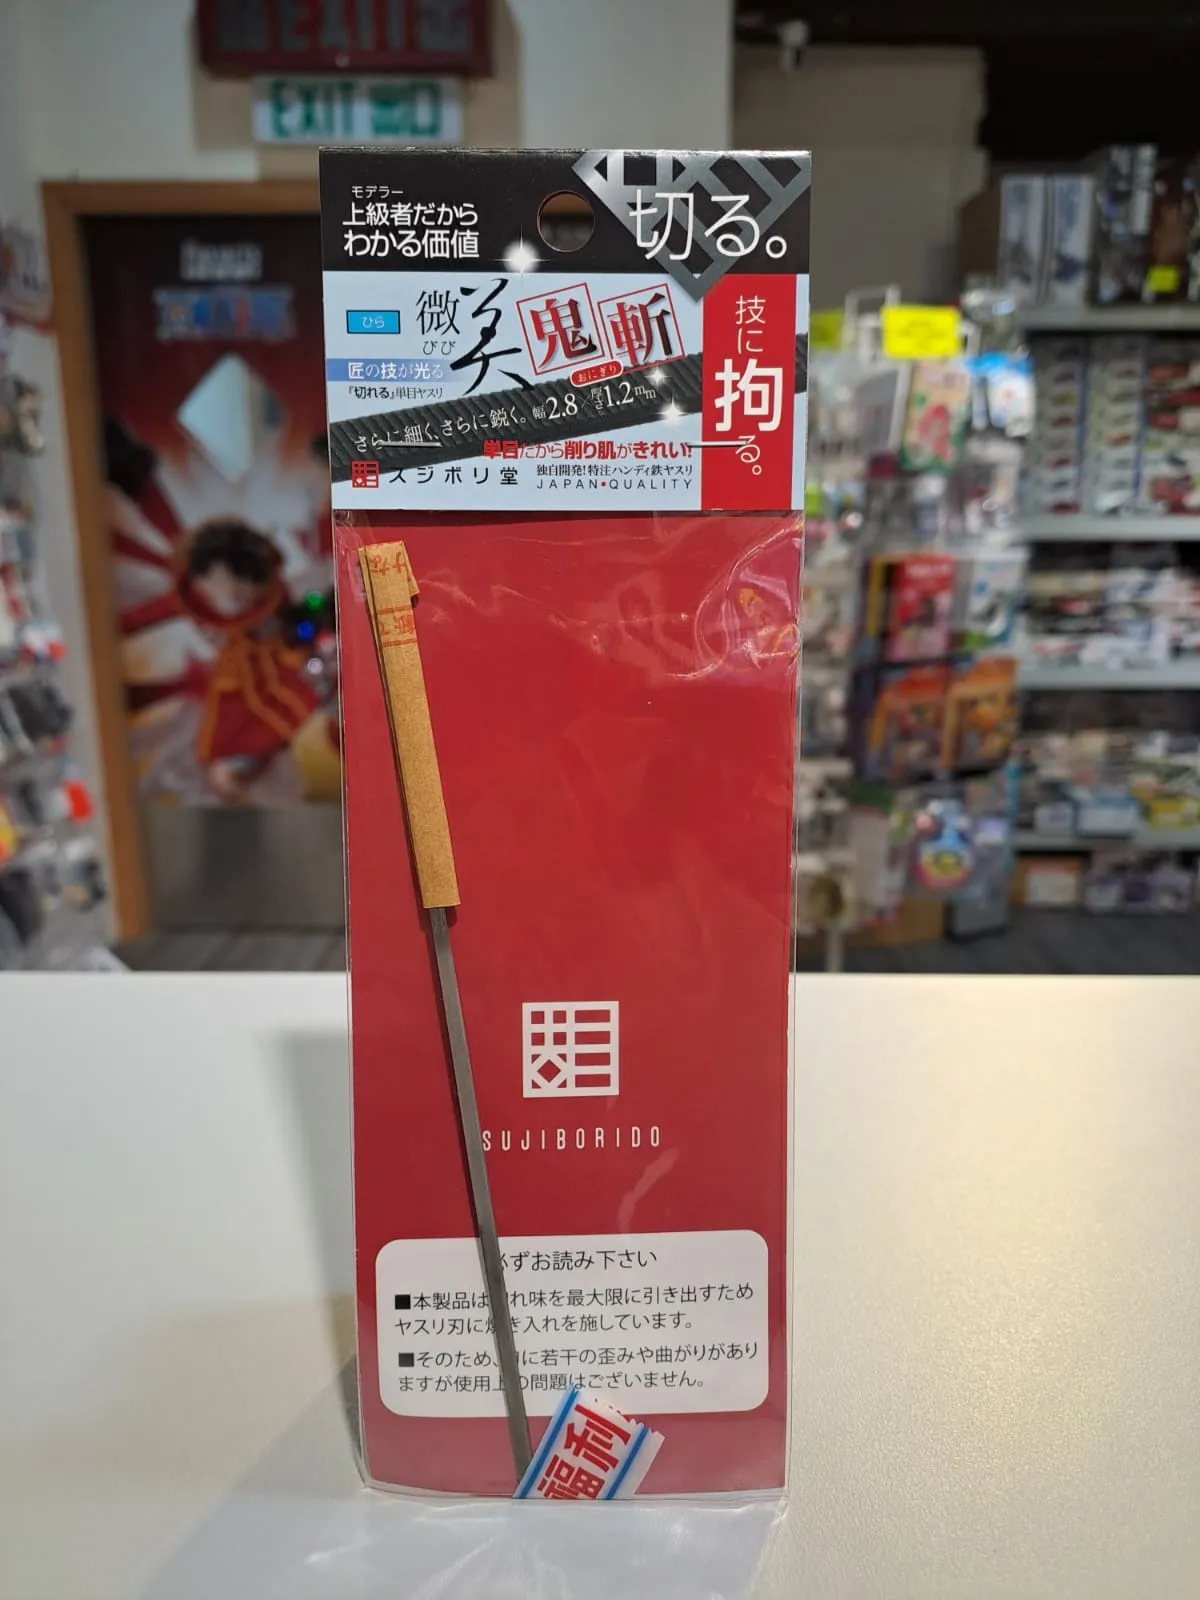 EXIT 出口
モデラー
上級者だから
わかる価値
切る。
ひら
微美
びび
鬼斬
おにぎり
匠の技が光る
『切れる』単目ヤスリ
さらに細く、さらに鋭く。幅2.8×厚さ1.2mm
単目だから削り肌がきれい!
スジボリ堂
独自開発!特注ハンディ鉄ヤスリ
JAPAN•QUALITY
技に拘る。
SUJIBORIDO
必ずお読み下さい
■本製品は切れ味を最大限に引き出すため
ヤスリ刃に焼き入れを施しています。
■そのため、に若干の歪みや曲がりがあり
ますが使用上の問題はございません。
福利